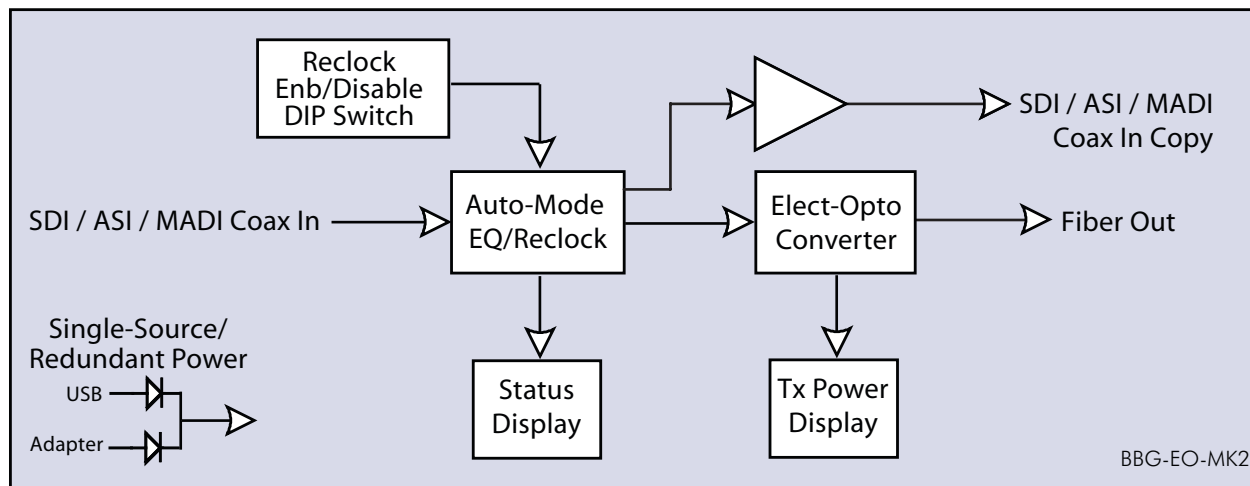 Reclock
Enb/Disable
DIP Switch
SDI / ASI / MADI
Coax In Copy
SDI / ASI / MADI Coax In
Auto-Mode
EQ/Reclock
Elect-Opto
Converter
Fiber Out
Single-Source/
Redundant Power
USB
Adapter
Status
Display
Tx Power
Display
BBG-EO-MK2